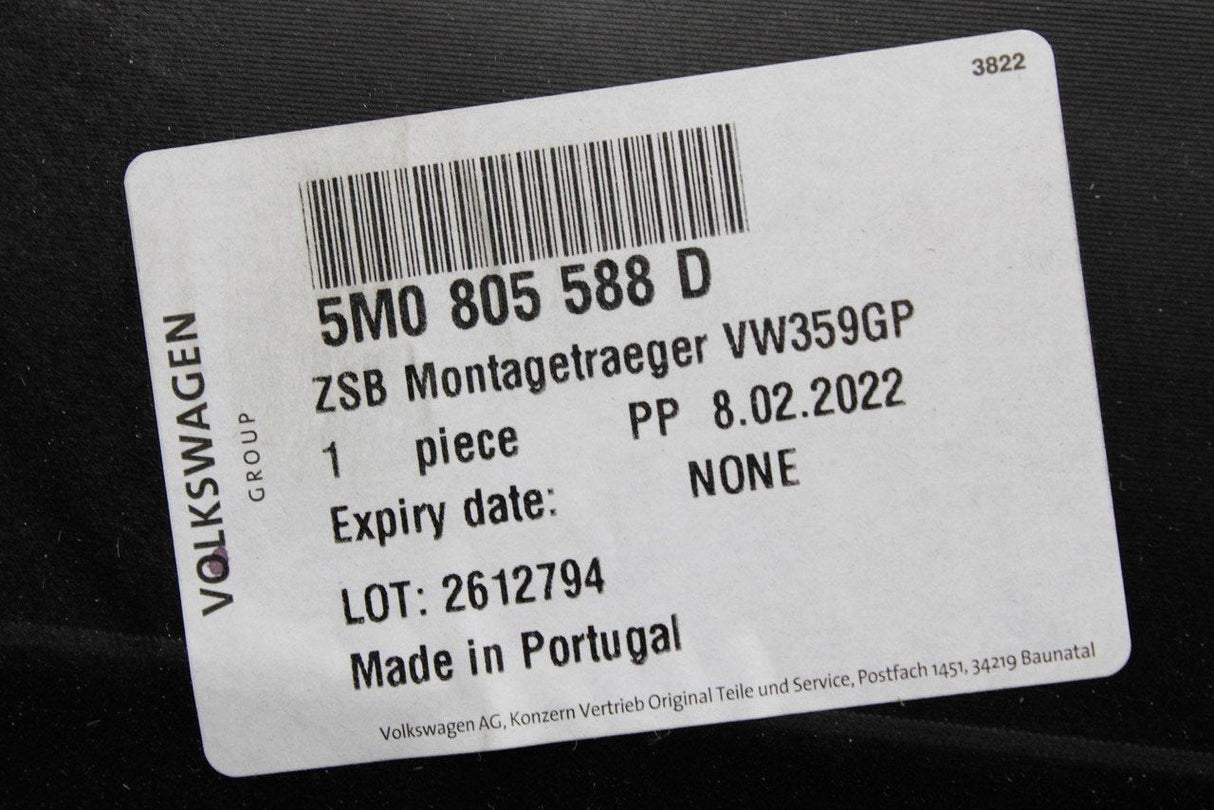 3822
5M0 805 588 D
ZSB Montagetraeger VW359GP
1 piece PP 8.02.2022
Expiry date: NONE
LOT: 2612794
Made in Portugal
Volkswagen AG, Konzern Vertrieb Original Teile und Service, Postfach 1451, 34219 Baunatal
VOLKSWAGEN
GROUP